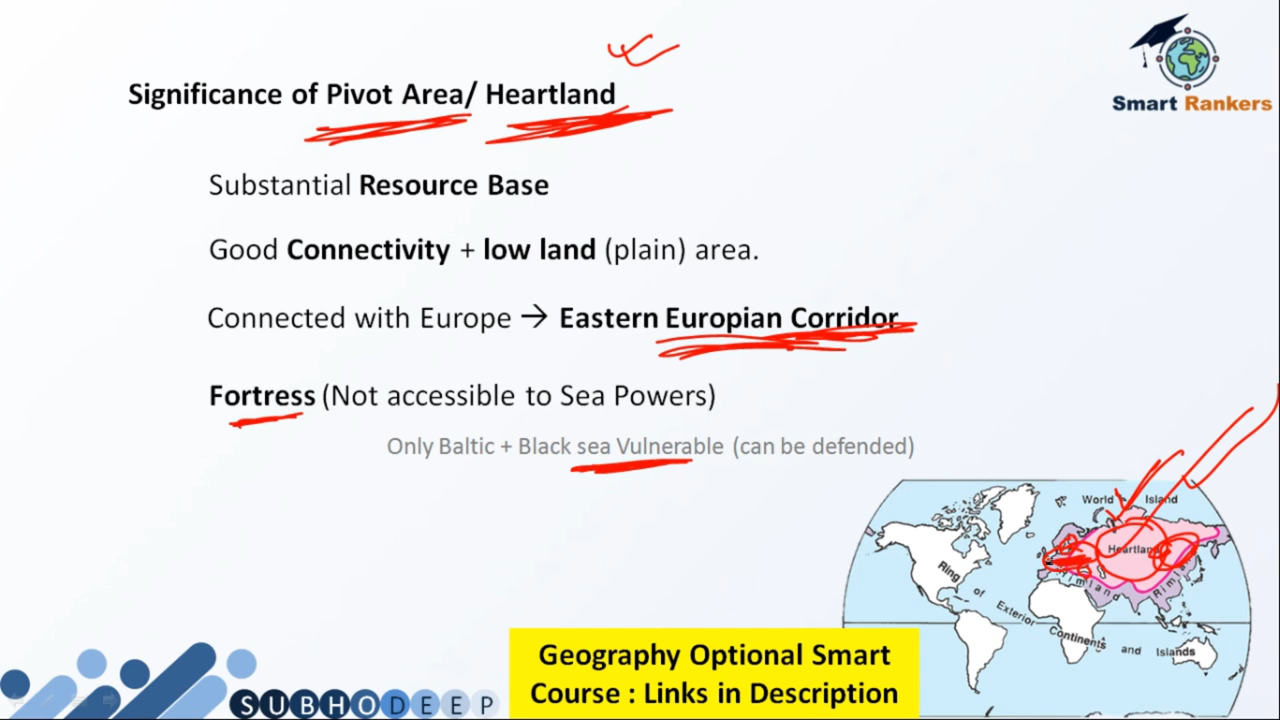 Significance of Pivot Area/ Heartland
Smart Rankers
Substantial Resource Base
Good Connectivity + low land (plain) area.
Connected with Europe → Eastern Europian Corridor
Fortress (Not accessible to Sea Powers)
Only Baltic + Black sea Vulnerable (can be defended)
World Island
Heartland
Rimland
Rim
Ring of Exterior Continents and Islands
Geography Optional Smart
Course : Links in Description
SUBHODEEP